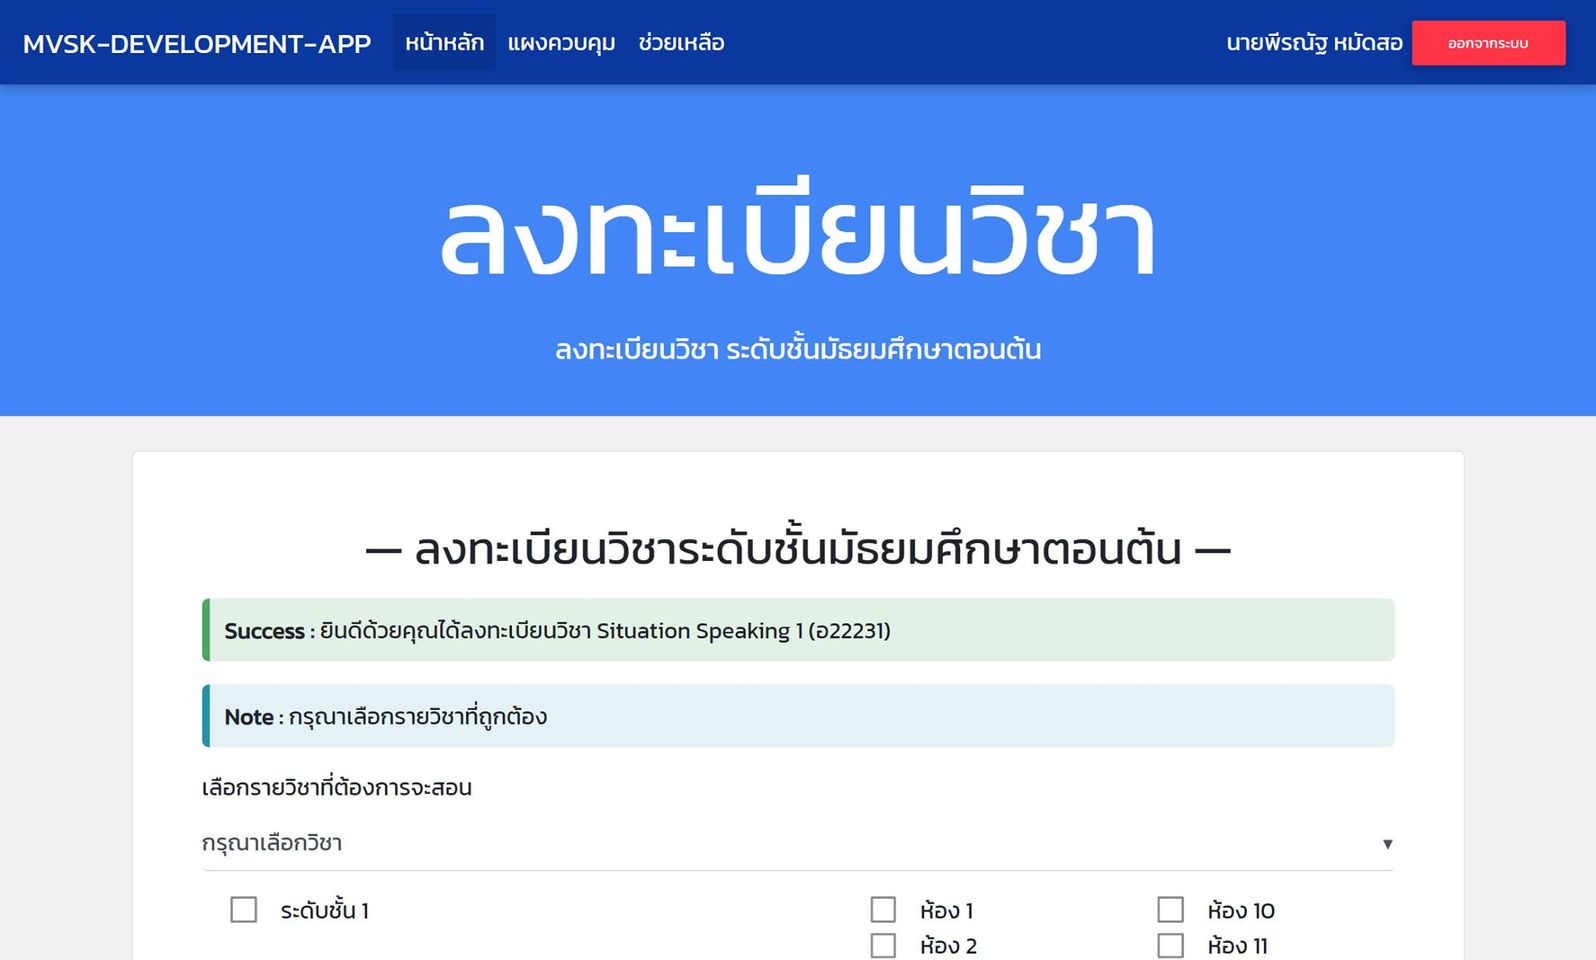 MVSK-DEVELOPMENT-APP หน้าหลัก แผงควบคุม ช่วยเหลือ นายพีรณัฐ หมัดสอ ออกจากระบบ
ลงทะเบียนวิชา
ลงทะเบียนวิชา ระดับชั้นมัธยมศึกษาตอนต้น
— ลงทะเบียนวิชาระดับชั้นมัธยมศึกษาตอนต้น —
Success : ยินดีด้วยคุณได้ลงทะเบียนวิชา Situation Speaking 1 (อ22231)
Note : กรุณาเลือกรายวิชาที่ถูกต้อง
เลือกรายวิชาที่ต้องการจะสอน
กรุณาเลือกวิชา
ระดับชั้น 1 ห้อง 1 ห้อง 10
ห้อง 2 ห้อง 11